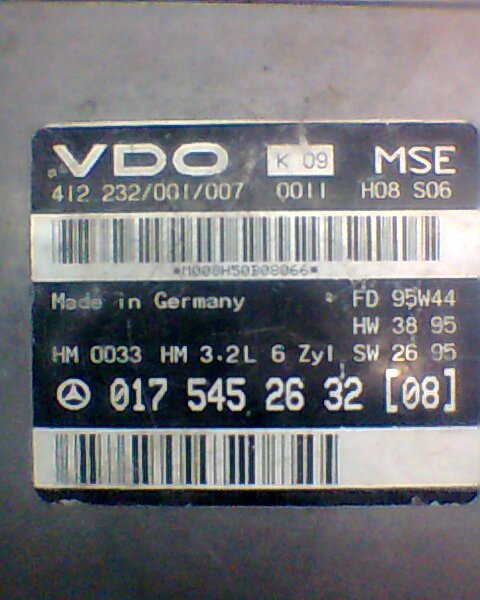 VDO K 09 MSE
412 232/001/007 0011 H08 S06
*M008H50B08066*
Made in Germany FD 95W44
HW 38 95
HM 0033 HM 3.2L 6 Zyl SW 26 95
017 545 26 32 [08]